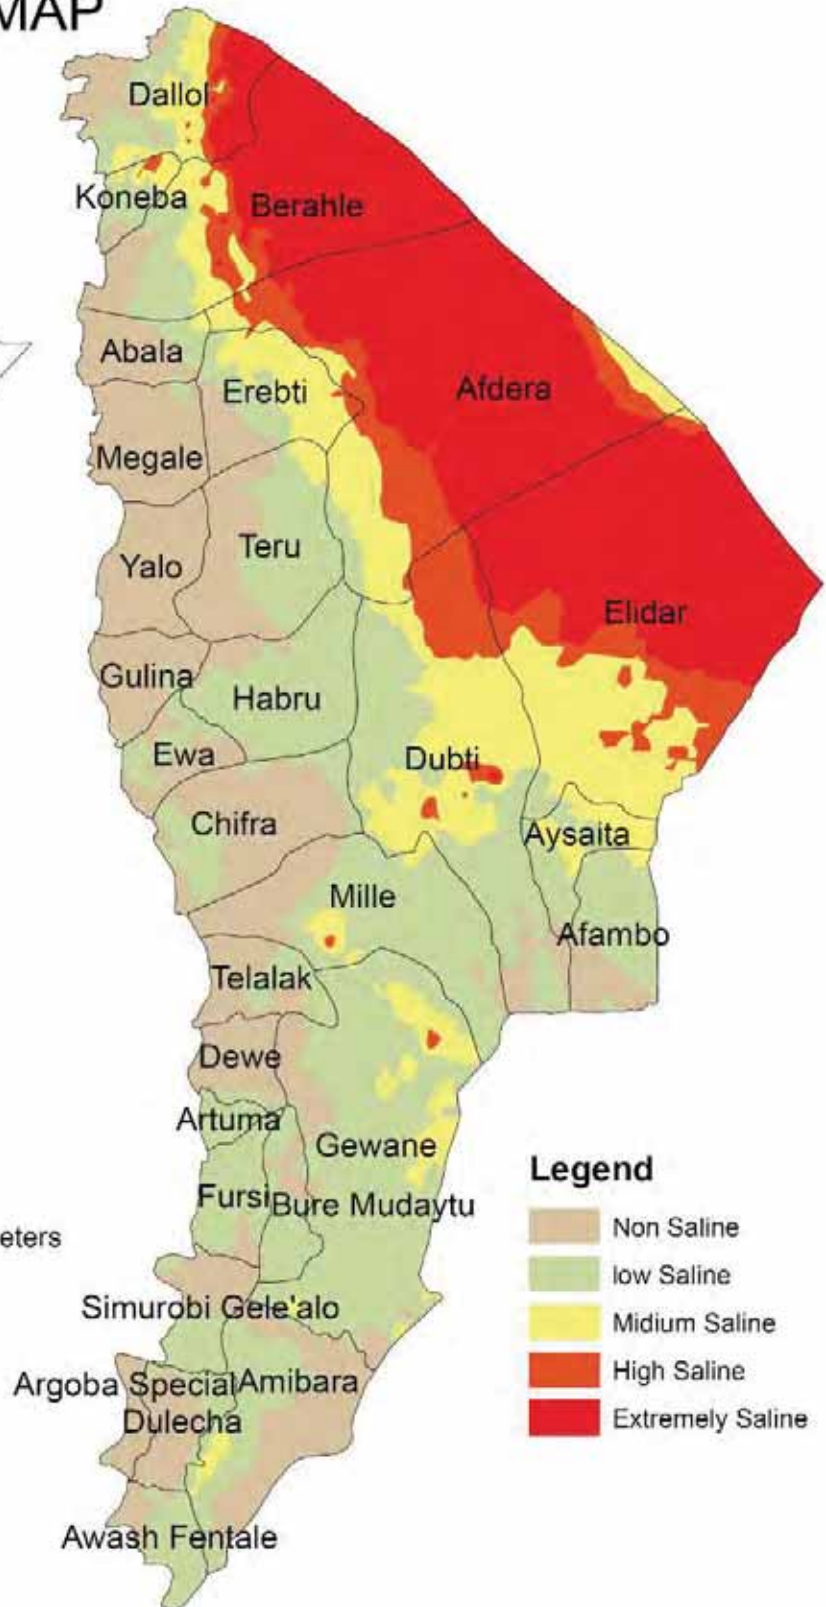 MAP
Dallol
Koneba
Berahle
Abala
Erebti
Afdera
Megale
Teru
Yalo
Elidar
Gulina
Habru
Ewa
Dubti
Chifra
Aysaita
Mille
Afambo
Telalak
Dewe
Artuma
Gewane
Fursi
Bure Mudaytu
eters
Simurobi Gele'alo
Argoba Special
Amibara
Dulecha
Awash Fentale
Legend
Non Saline
low Saline
Midium Saline
High Saline
Extremely Saline